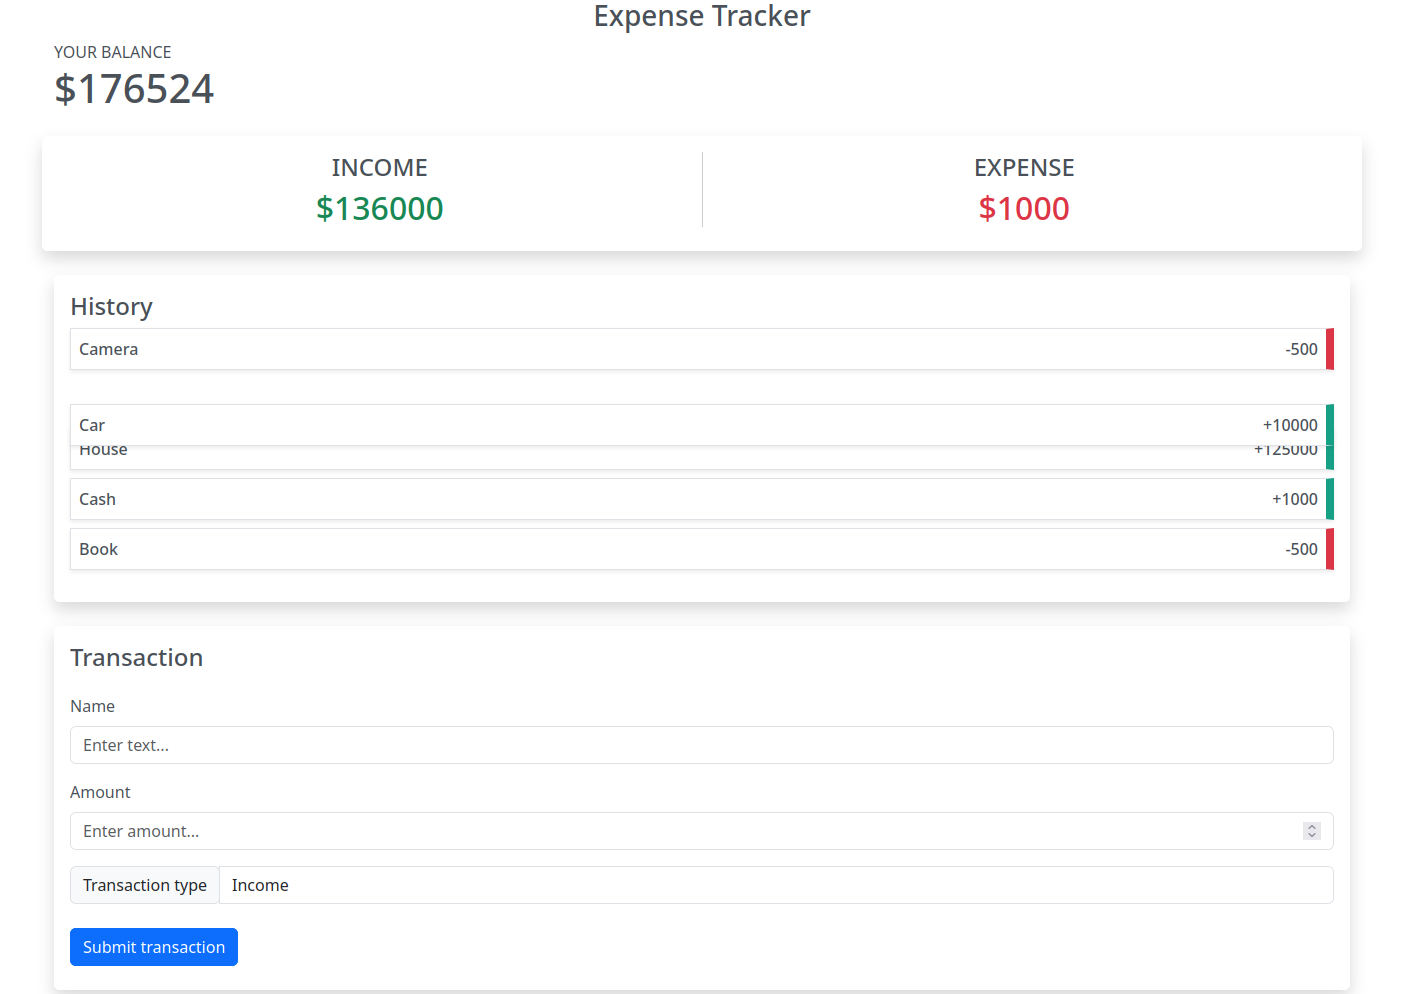 Expense Tracker
YOUR BALANCE
$176524
INCOME EXPENSE
$136000 $1000
History
Camera -500
Car +10000
House +125000
Cash +1000
Book -500
Transaction
Name
Enter text...
Amount
Enter amount...
Transaction type Income
Submit transaction